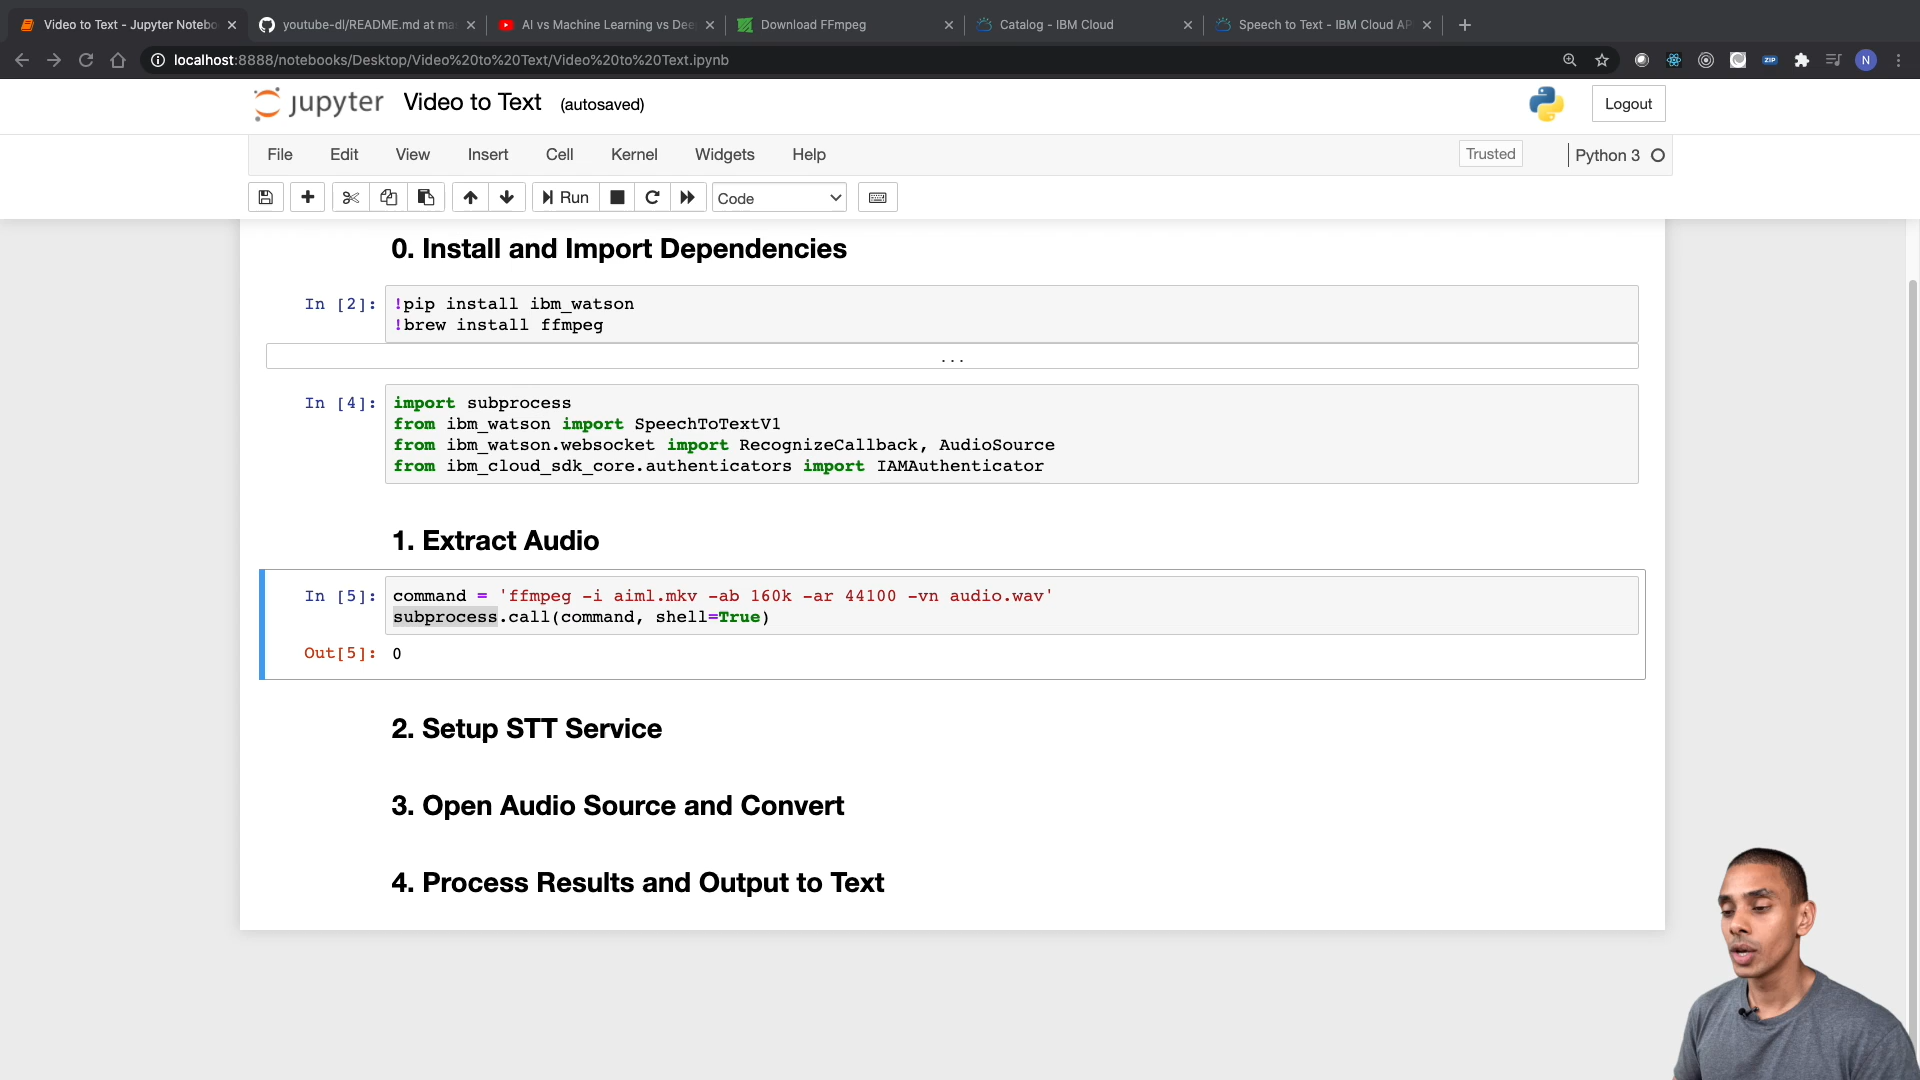 Video to Text - Jupyter Notebo
youtube-dl/README.md at ma
AI vs Machine Learning vs Dee
Download FFmpeg
Catalog - IBM Cloud
Speech to Text - IBM Cloud AP
localhost:8888/notebooks/Desktop/Video%20to%20Text/Video%20to%20Text.ipynb
ZIP
N
jupyter Video to Text (autosaved)
Logout
File Edit View Insert Cell Kernel Widgets Help
Trusted
Python 3
Run
Code
0. Install and Import Dependencies
In [2]: !pip install ibm_watson
!brew install ffmpeg
...
In [4]: import subprocess
from ibm_watson import SpeechToTextV1
from ibm_watson.websocket import RecognizeCallback, AudioSource
from ibm_cloud_sdk_core.authenticators import IAMAuthenticator
1. Extract Audio
In [5]: command = 'ffmpeg -i aiml.mkv -ab 160k -ar 44100 -vn audio.wav'
subprocess.call(command, shell=True)
Out[5]: 0
2. Setup STT Service
3. Open Audio Source and Convert
4. Process Results and Output to Text